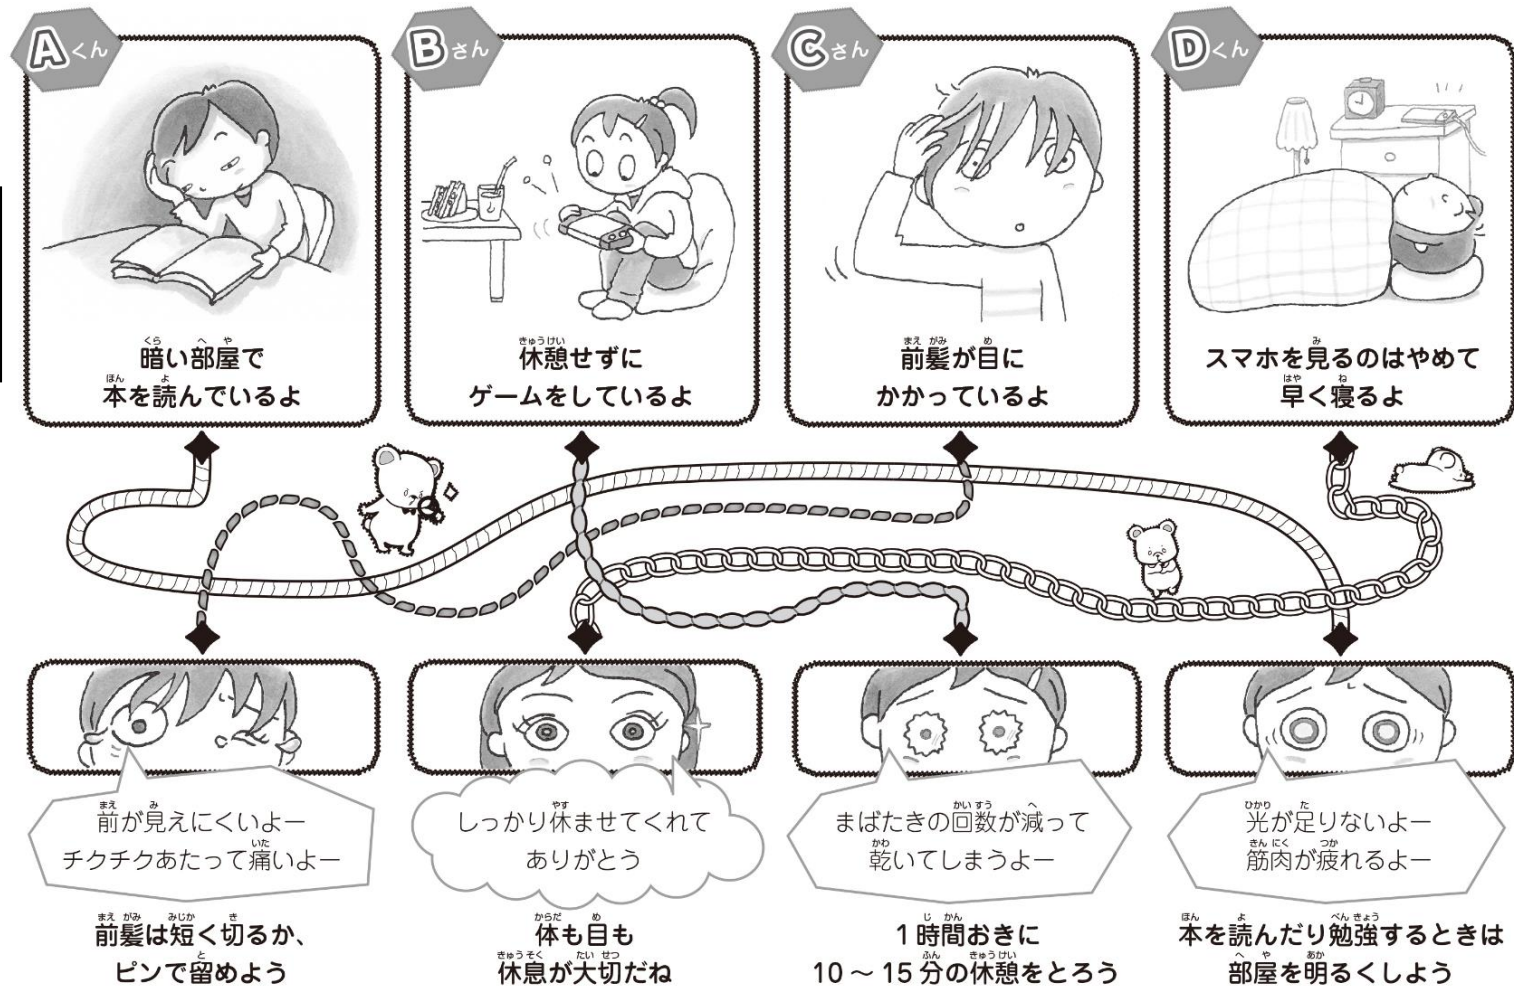 Aくん
暗い部屋で
本を読んでいるよ
Bさん
休憩せずに
ゲームをしているよ
Cさん
前髪が目に
かかっているよ
Dくん
スマホを見るのはやめて
早く寝るよ
前が見えにくいよー
チクチクあたって痛いよー
前髪は短く切るか、
ピンで留めよう
しっかり休ませてくれて
ありがとう
体も目も
休息が大切だね
まばたきの回数が減って
乾いてしまうよー
1時間おきに
10～15分の休憩をとろう
光が足りないよー
筋肉が疲れるよー
本を読んだり勉強するときは
部屋を明るくしよう